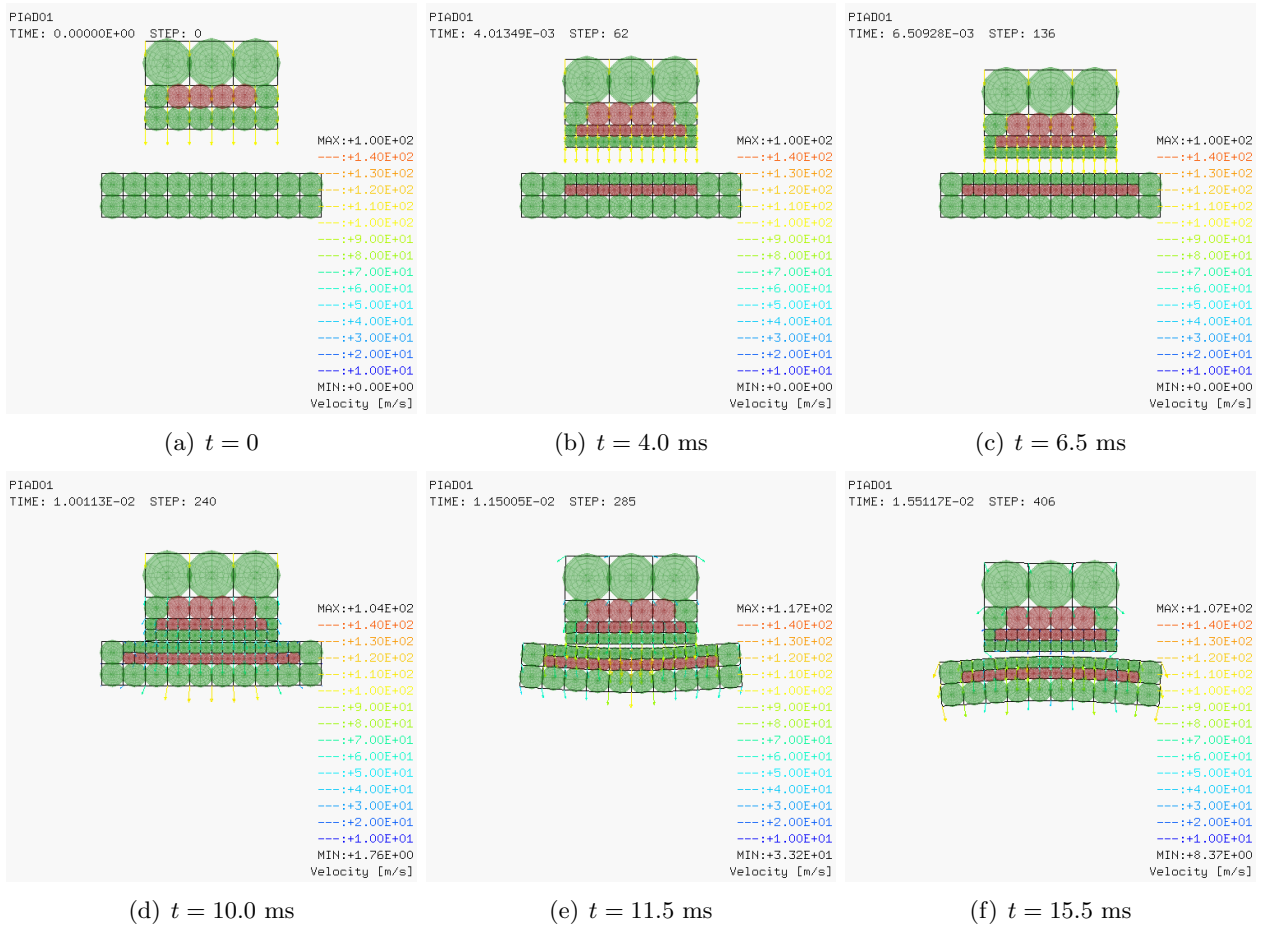 PIAD01
TIME: 0.00000E+00 STEP: 0
MAX:+1.00E+02
---:+1.40E+02
---:+1.30E+02
---:+1.20E+02
---:+1.10E+02
---:+1.00E+02
---:+9.00E+01
---:+8.00E+01
---:+7.00E+01
---:+6.00E+01
---:+5.00E+01
---:+4.00E+01
---:+3.00E+01
---:+2.00E+01
---:+1.00E+01
MIN:+0.00E+00
Velocity [m/s]
(a) t = 0
PIAD01
TIME: 4.01349E-03 STEP: 62
MAX:+1.00E+02
---:+1.40E+02
---:+1.30E+02
---:+1.20E+02
---:+1.10E+02
---:+1.00E+02
---:+9.00E+01
---:+8.00E+01
---:+7.00E+01
---:+6.00E+01
---:+5.00E+01
---:+4.00E+01
---:+3.00E+01
---:+2.00E+01
---:+1.00E+01
MIN:+0.00E+00
Velocity [m/s]
(b) t = 4.0 ms
PIAD01
TIME: 6.50928E-03 STEP: 136
MAX:+1.00E+02
---:+1.40E+02
---:+1.30E+02
---:+1.20E+02
---:+1.10E+02
---:+1.00E+02
---:+9.00E+01
---:+8.00E+01
---:+7.00E+01
---:+6.00E+01
---:+5.00E+01
---:+4.00E+01
---:+3.00E+01
---:+2.00E+01
---:+1.00E+01
MIN:+0.00E+00
Velocity [m/s]
(c) t = 6.5 ms
PIAD01
TIME: 1.00113E-02 STEP: 240
MAX:+1.04E+02
---:+1.40E+02
---:+1.30E+02
---:+1.20E+02
---:+1.10E+02
---:+1.00E+02
---:+9.00E+01
---:+8.00E+01
---:+7.00E+01
---:+6.00E+01
---:+5.00E+01
---:+4.00E+01
---:+3.00E+01
---:+2.00E+01
---:+1.00E+01
MIN:+1.76E+00
Velocity [m/s]
(d) t = 10.0 ms
PIAD01
TIME: 1.15005E-02 STEP: 285
MAX:+1.17E+02
---:+1.40E+02
---:+1.30E+02
---:+1.20E+02
---:+1.10E+02
---:+1.00E+02
---:+9.00E+01
---:+8.00E+01
---:+7.00E+01
---:+6.00E+01
---:+5.00E+01
---:+4.00E+01
---:+3.00E+01
---:+2.00E+01
---:+1.00E+01
MIN:+3.32E+01
Velocity [m/s]
(e) t = 11.5 ms
PIAD01
TIME: 1.55117E-02 STEP: 406
MAX:+1.07E+02
---:+1.40E+02
---:+1.30E+02
---:+1.20E+02
---:+1.10E+02
---:+1.00E+02
---:+9.00E+01
---:+8.00E+01
---:+7.00E+01
---:+6.00E+01
---:+5.00E+01
---:+4.00E+01
---:+3.00E+01
---:+2.00E+01
---:+1.00E+01
MIN:+8.37E+00
Velocity [m/s]
(f) t = 15.5 ms